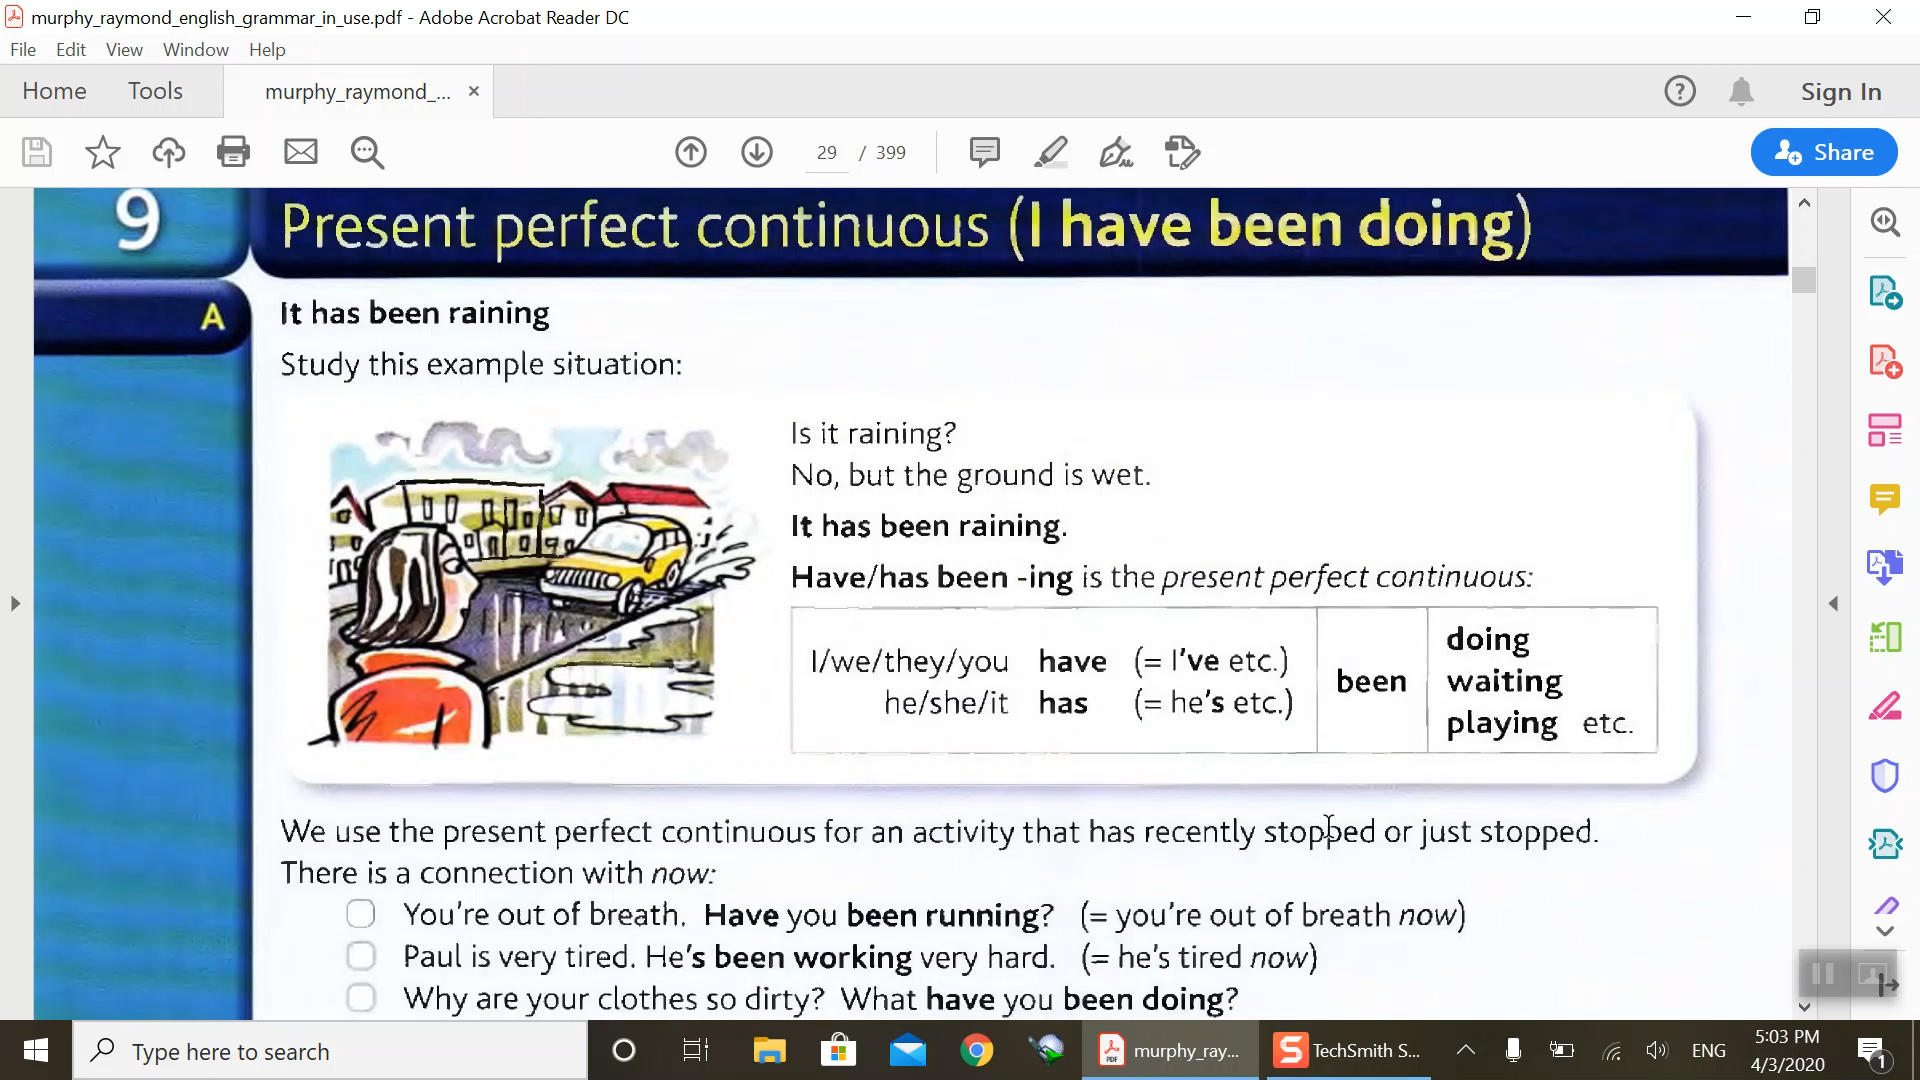 murphy_raymond_english_grammar_in_use.pdf - Adobe Acrobat Reader DC
File Edit View Window Help
Home Tools murphy_raymond_... × Sign In
29 / 399 Share
9 Present perfect continuous (I have been doing)
A It has been raining
Study this example situation:
Is it raining?
No, but the ground is wet.
It has been raining.
Have/has been -ing is the present perfect continuous:
I/we/they/you have (= I've etc.)
he/she/it has (= he's etc.)
been
doing
waiting
playing etc.
We use the present perfect continuous for an activity that has recently stopped or just stopped.
There is a connection with now:
You're out of breath. Have you been running? (= you're out of breath now)
Paul is very tired. He's been working very hard. (= he's tired now)
Why are your clothes so dirty? What have you been doing?
Type here to search
murphy_ray...
TechSmith S...
ENG
5:03 PM
4/3/2020
1